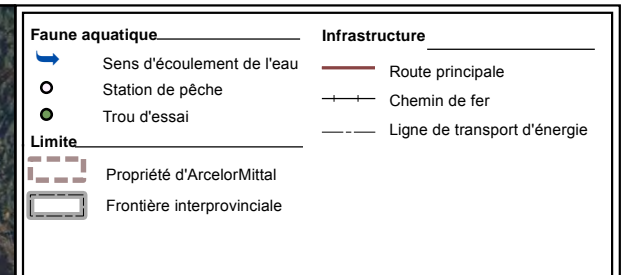 Faune aquatique
Sens d'écoulement de l'eau
Station de pêche
Trou d'essai
Limite
Propriété d'ArcelorMittal
Frontière interprovinciale
Infrastructure
Route principale
Chemin de fer
Ligne de transport d'énergie